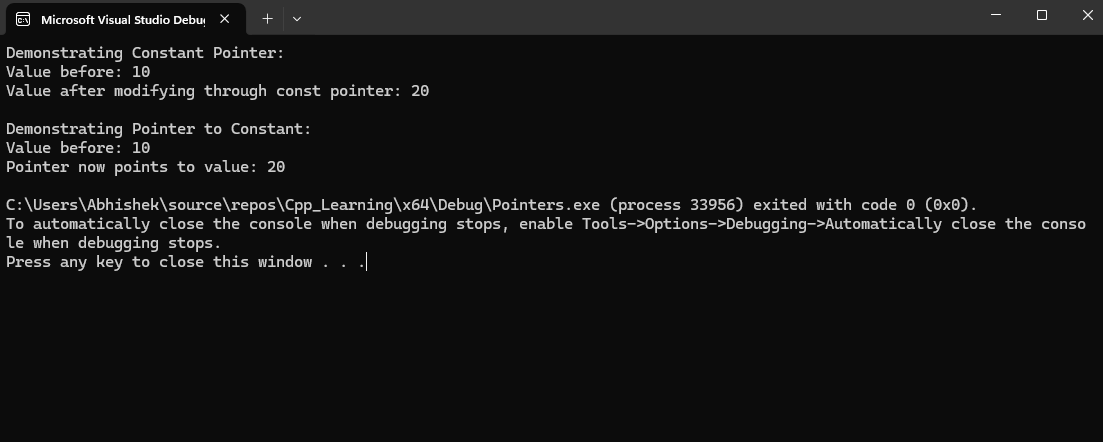 Microsoft Visual Studio Debu
Demonstrating Constant Pointer:
Value before: 10
Value after modifying through const pointer: 20
Demonstrating Pointer to Constant:
Value before: 10
Pointer now points to value: 20
C:\Users\Abhishek\source\repos\Cpp_Learning\x64\Debug\Pointers.exe (process 33956) exited with code 0 (0x0).
To automatically close the console when debugging stops, enable Tools->Options->Debugging->Automatically close the conso
le when debugging stops.
Press any key to close this window . . .